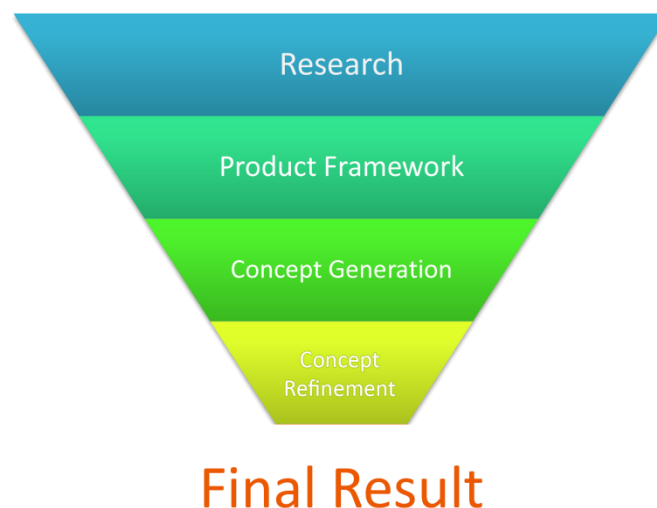 Research
Product Framework
Concept Generation
Concept
Refinement
Final Result